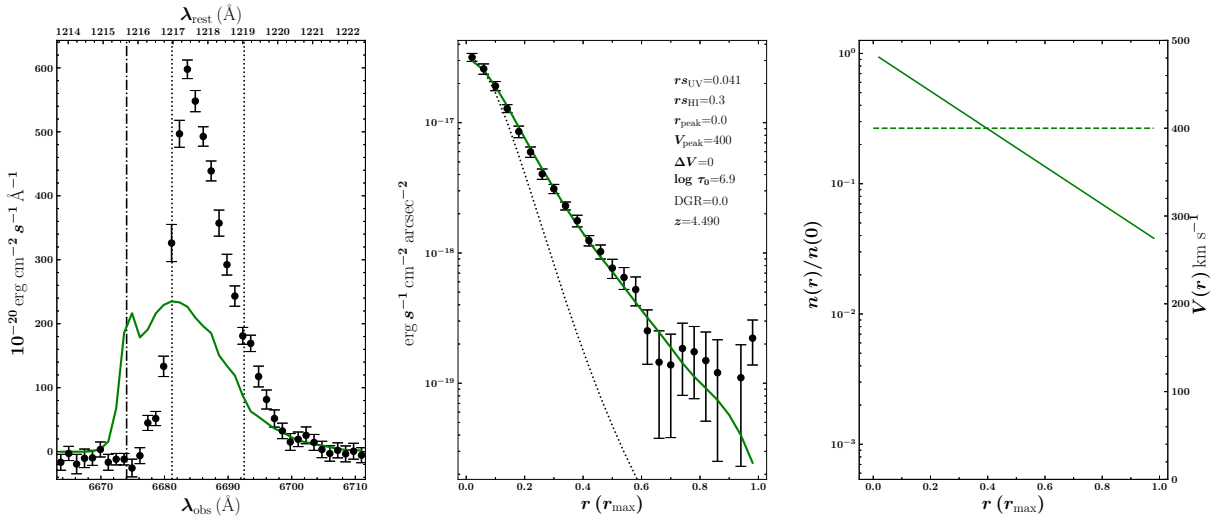 λrest (Å)
1214 1215 1216 1217 1218 1219 1220 1221 1222
600
500
400
300
200
100
0
10−20 erg cm−2 s−1 Å−1
6670 6680 6690 6700 6710
λobs (Å)
10−17
10−18
10−19
erg s−1 cm−2 arcsec−2
rsUV=0.041
rsHI=0.3
rpeak=0.0
Vpeak=400
ΔV=0
log τ0=6.9
DGR=0.0
z=4.490
0.0 0.2 0.4 0.6 0.8 1.0
r (rmax)
100
10−1
10−2
10−3
n(r)/n(0)
500
400
300
200
100
0
V(r) km s−1
0.0 0.2 0.4 0.6 0.8 1.0
r (rmax)